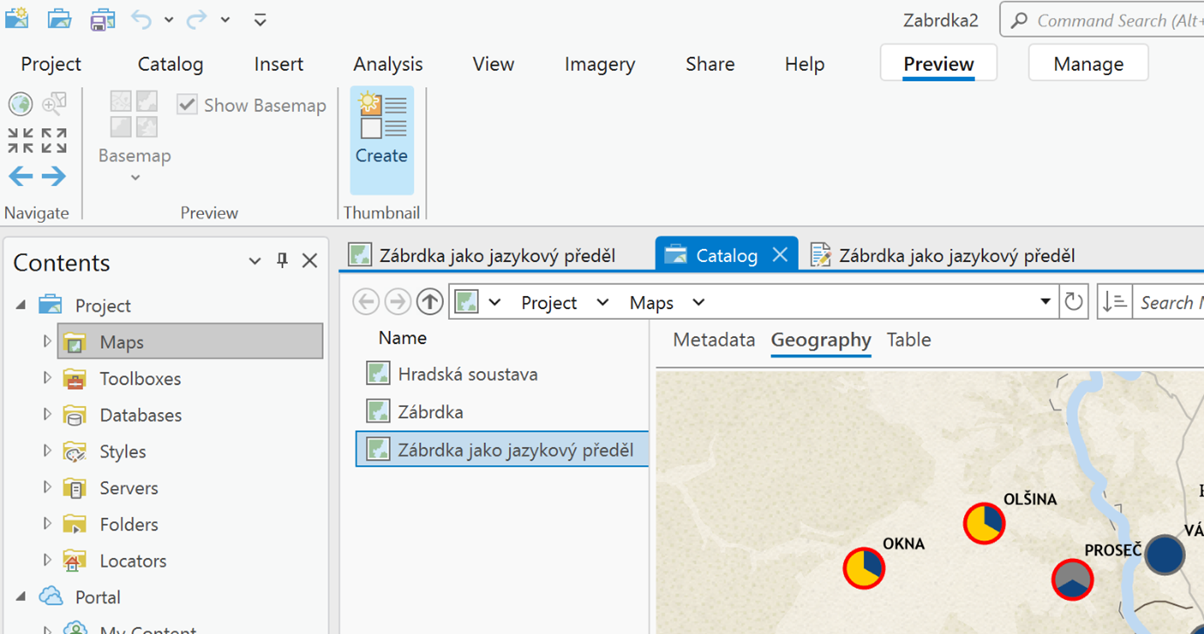 Zabrdka2
Command Search (Alt+
Project Catalog Insert Analysis View Imagery Share Help Preview Manage
Show Basemap
Basemap
Create
Navigate Preview Thumbnail
Contents
Zábrdka jako jazykový předěl
Catalog
Zábrdka jako jazykový předěl
Project
Maps
Toolboxes
Databases
Styles
Servers
Folders
Locators
Portal
My Content
Project Maps
Search
Name
Hradská soustava
Zábrdka
Zábrdka jako jazykový předěl
Metadata Geography Table
OLŠINA
OKNA
PROSEČ
VÁ